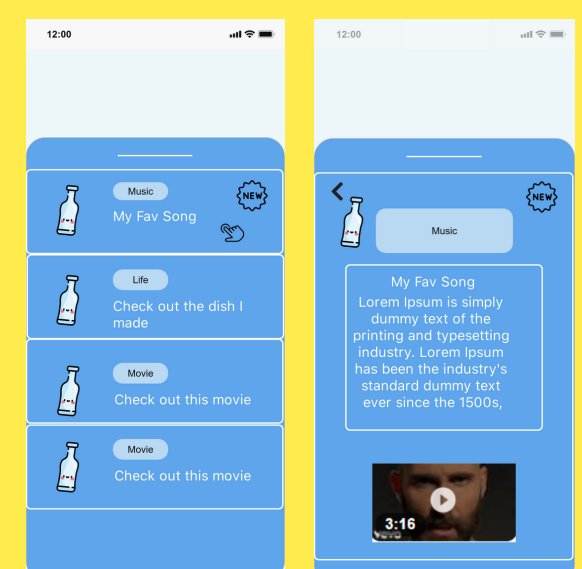 12:00
Music
NEW
My Fav Song
Life
Check out the dish I
made
Movie
Check out this movie
Movie
Check out this movie
12:00
NEW
Music
My Fav Song
Lorem Ipsum is simply
dummy text of the
printing and typesetting
industry. Lorem Ipsum
has been the industry's
standard dummy text
ever since the 1500s,
3:16